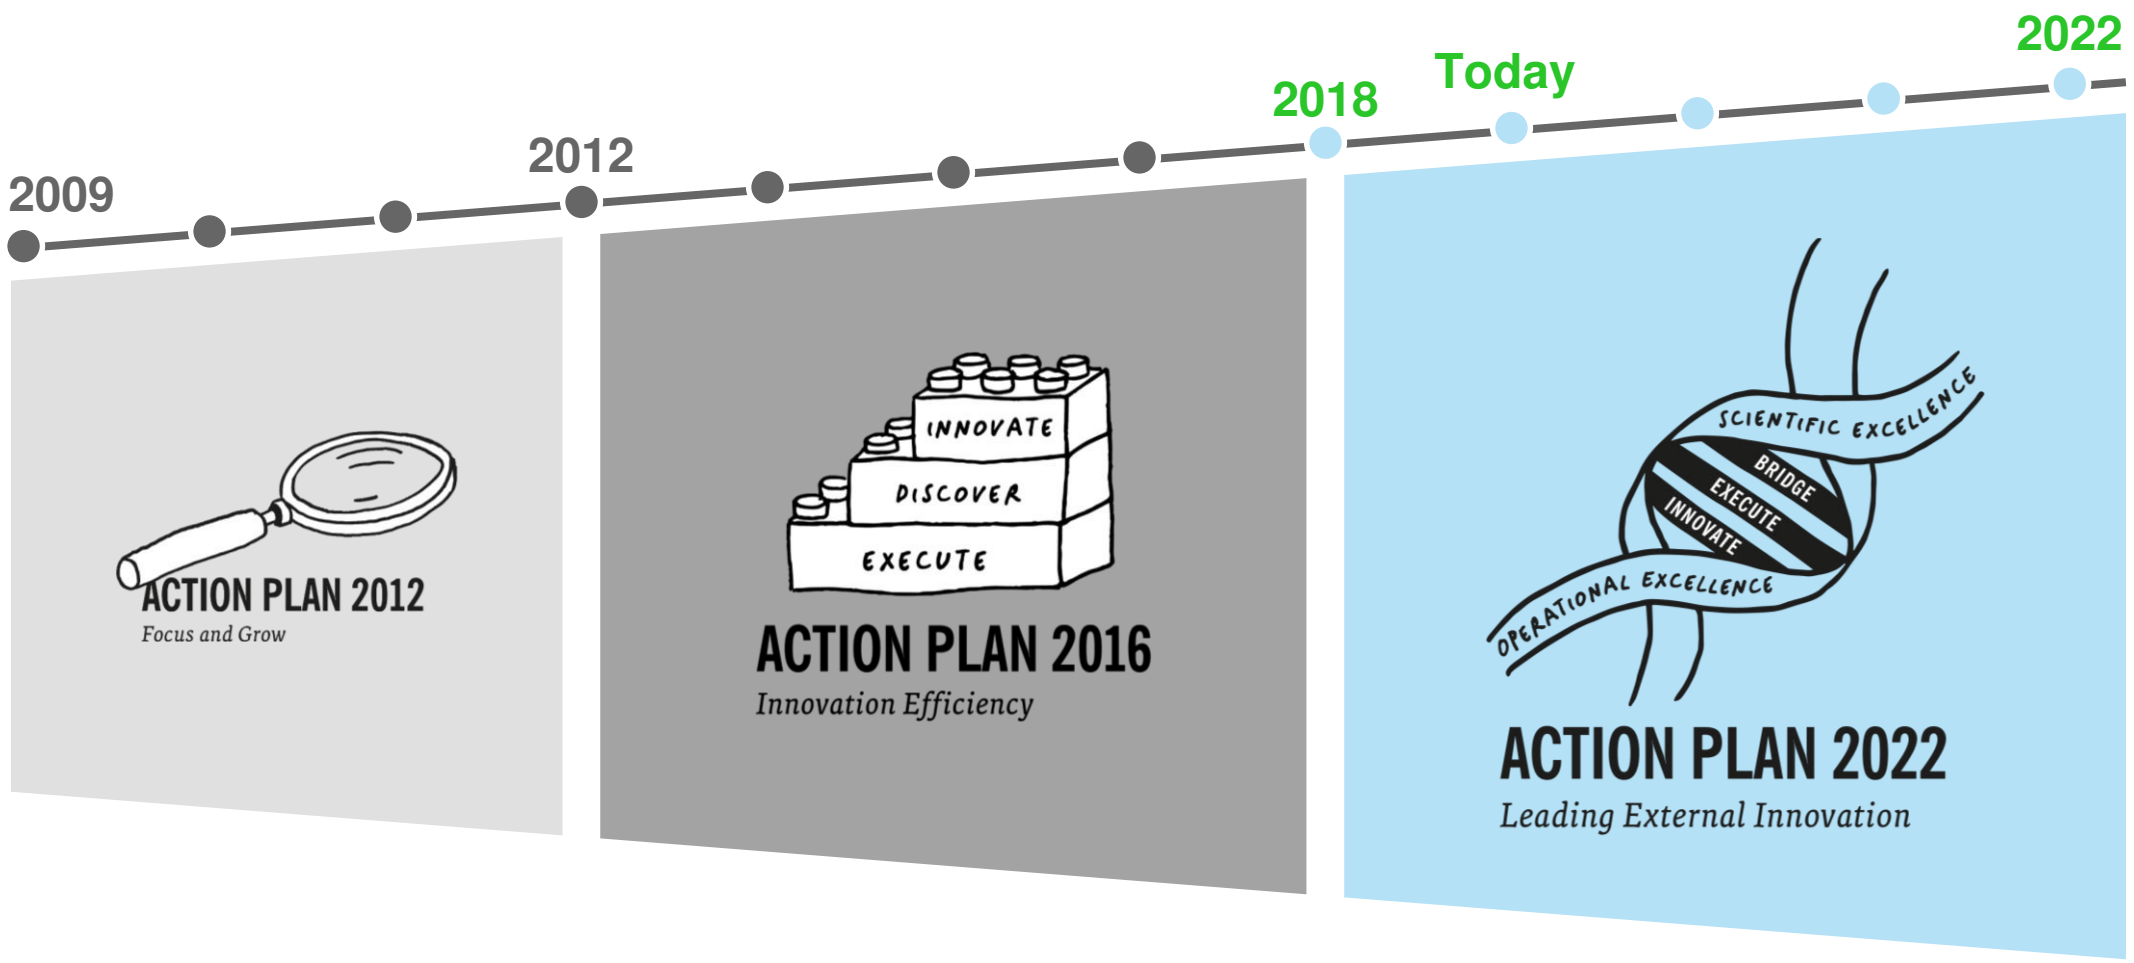 2009
2012
2018
Today
2022
ACTION PLAN 2012
Focus and Grow
INNOVATE
DISCOVER
EXECUTE
ACTION PLAN 2016
Innovation Efficiency
SCIENTIFIC EXCELLENCE
BRIDGE
EXECUTE
INNOVATE
OPERATIONAL EXCELLENCE
ACTION PLAN 2022
Leading External Innovation